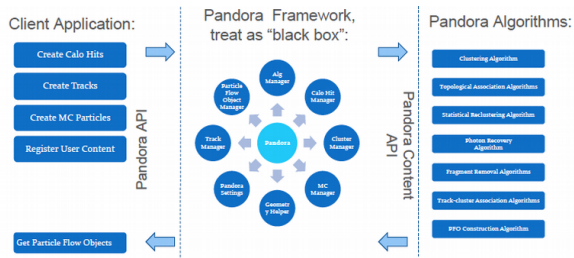 Client Application:
Create Calo Hits
Create Tracks
Create MC Particles
Register User Content
Get Particle Flow Objects
Pandora API
Pandora Framework,
treat as “black box”:
Alg
Manager
Calo Hit
Manager
Cluster
Manager
MC
Manager
Geometr
y Helper
Pandora
Settings
Track
Manager
Particle
Flow
Object
Manager
Pandora
Pandora Content
API
Pandora Algorithms:
Clustering Algorithm
Topological Association Algorithms
Statistical Reclustering Algorithm
Photon Recovery
Algorithm
Fragment Removal Algorithms
Track-cluster Association Algorithms
PFO Construction Algorithm